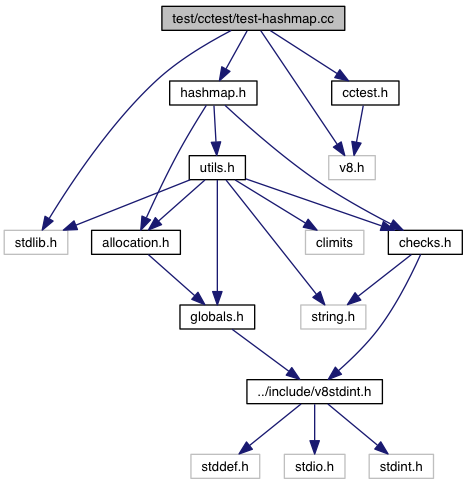 test/cctest/test-hashmap.cc
hashmap.h
cctest.h
utils.h
v8.h
stdlib.h
allocation.h
climits
checks.h
globals.h
string.h
../include/v8stdint.h
stddef.h
stdio.h
stdint.h